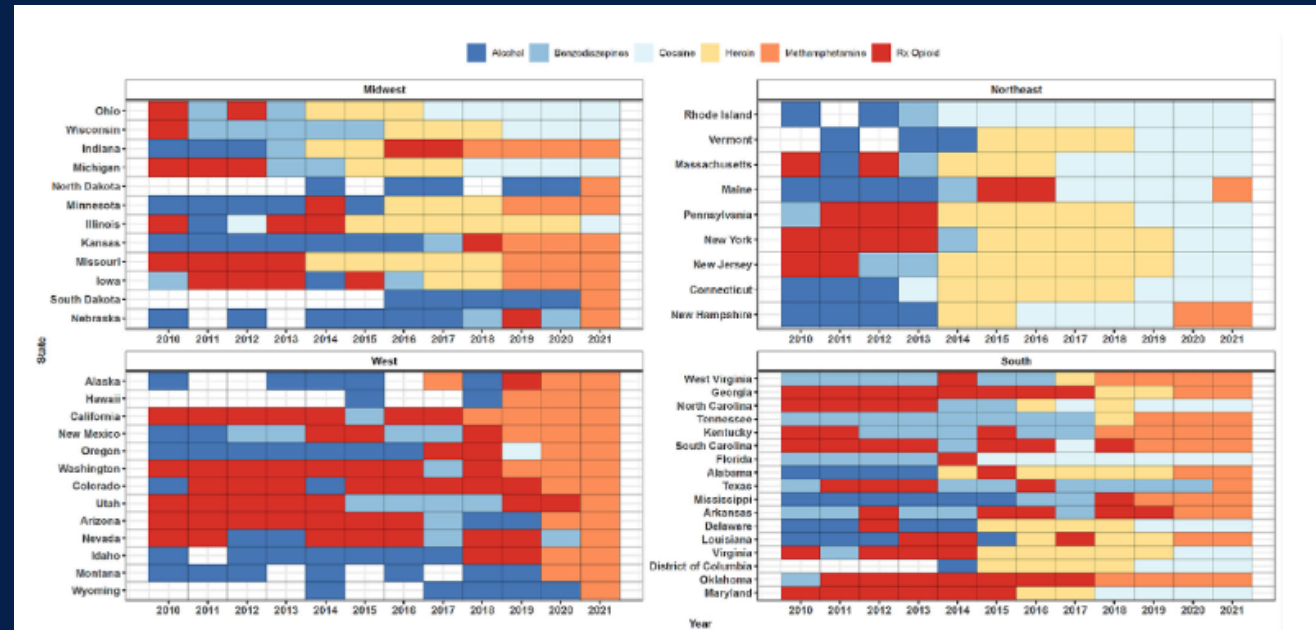 Alcohol Benzodiazepines Cocaine Heroin Methamphetamine Rx Opioid
Midwest
Ohio
Wisconsin
Indiana
Michigan
North Dakota
Minnesota
Illinois
Kansas
Missouri
Iowa
South Dakota
Nebraska
2010 2011 2012 2013 2014 2015 2016 2017 2018 2019 2020 2021
Northeast
Rhode Island
Vermont
Massachusetts
Maine
Pennsylvania
New York
New Jersey
Connecticut
New Hampshire
2010 2011 2012 2013 2014 2015 2016 2017 2018 2019 2020 2021
State
West
Alaska
Hawaii
California
New Mexico
Oregon
Washington
Colorado
Utah
Arizona
Nevada
Idaho
Montana
Wyoming
2010 2011 2012 2013 2014 2015 2016 2017 2018 2019 2020 2021
South
West Virginia
Georgia
North Carolina
Tennessee
Kentucky
South Carolina
Florida
Alabama
Texas
Mississippi
Arkansas
Delaware
Louisiana
Virginia
District of Columbia
Oklahoma
Maryland
2010 2011 2012 2013 2014 2015 2016 2017 2018 2019 2020 2021
Year